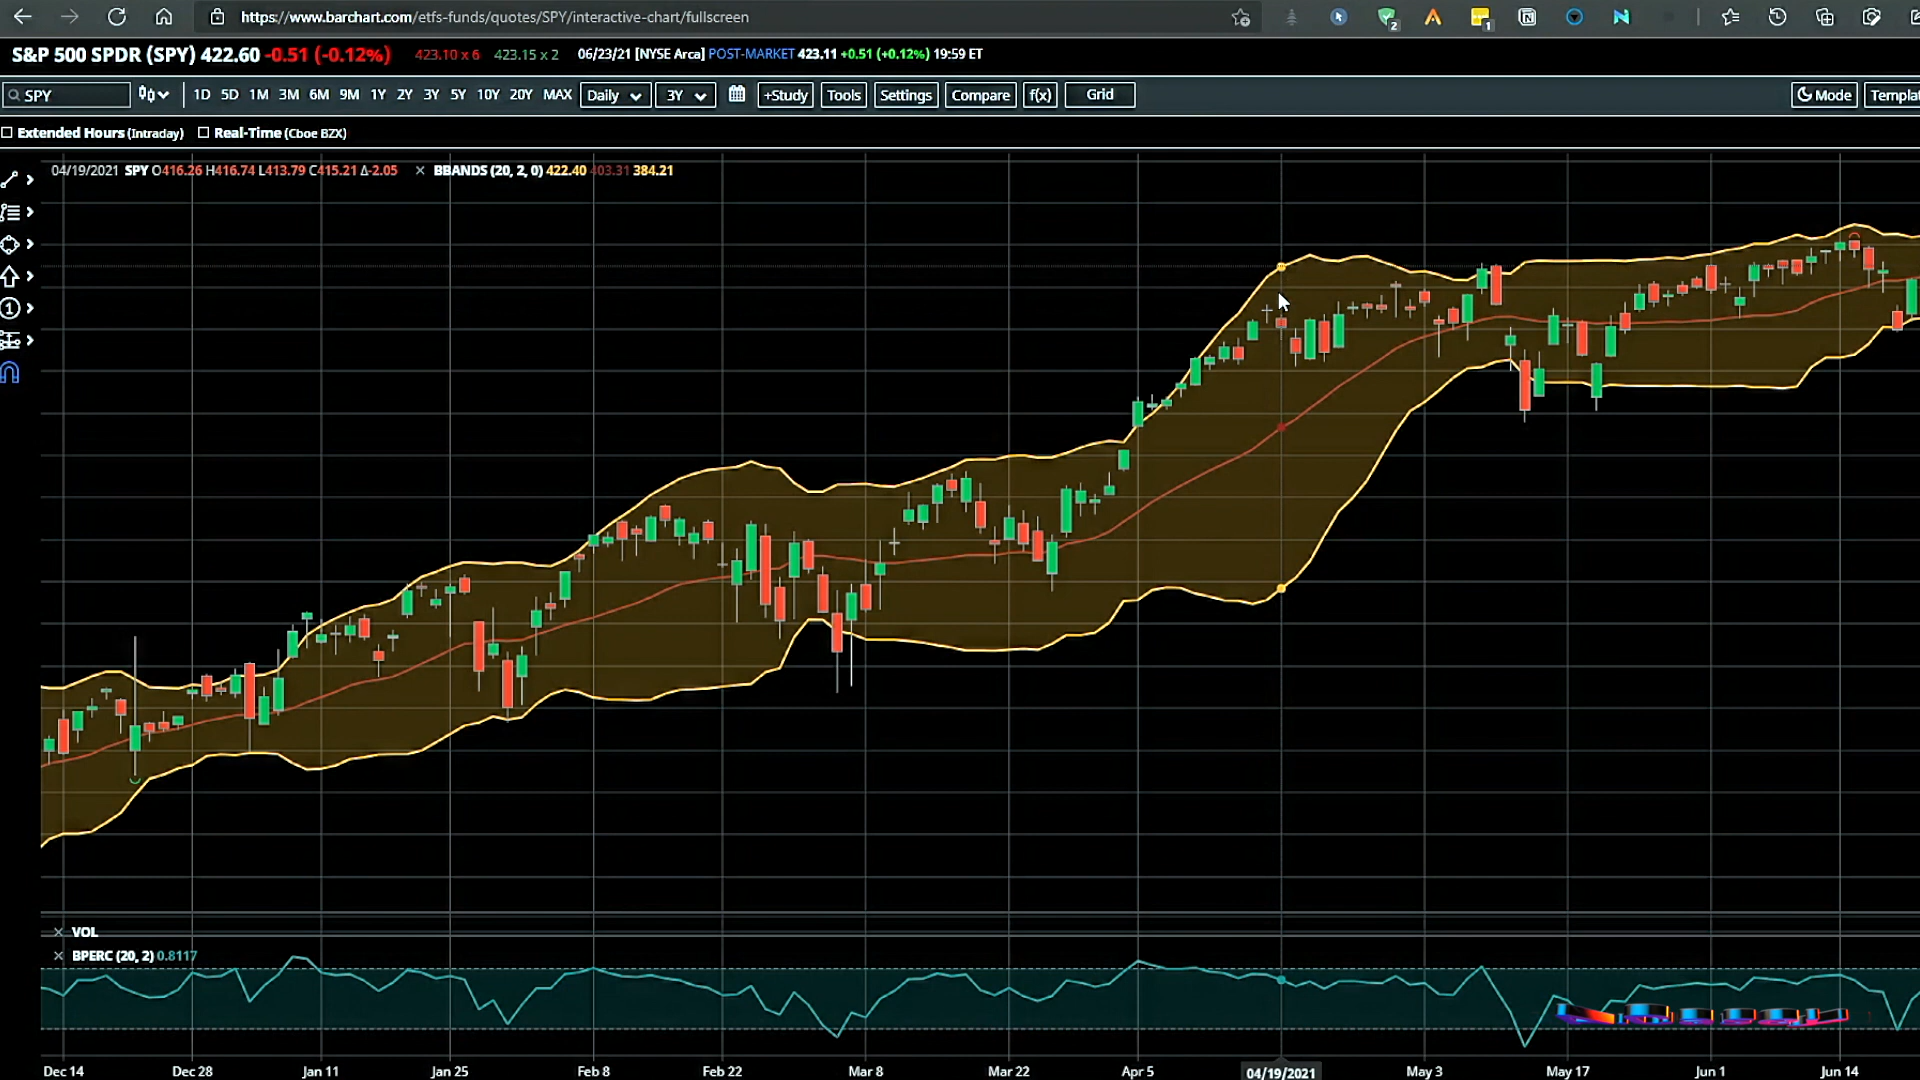 https://www.barchart.com/etfs-funds/quotes/SPY/interactive-chart/fullscreen
2
1
S&P 500 SPDR (SPY) 422.60 -0.51 (-0.12%) 423.10 x 6 423.15 x 2 06/23/21 [NYSE Arca] POST-MARKET 423.11 +0.51 (+0.12%) 19:59 ET
SPY 1D 5D 1M 3M 6M 9M 1Y 2Y 3Y 5Y 10Y 20Y MAX Daily 3Y +Study Tools Settings Compare f(x) Grid Mode Templat
Extended Hours (Intraday) Real-Time (Cboe BZX)
04/19/2021 SPY O416.26 H416.74 L413.79 C415.21 Δ-2.05 × BBANDS (20, 2, 0) 422.40 403.31 384.21
1
× VOL
× BPERC (20, 2) 0.8117
Dec 14 Dec 28 Jan 11 Jan 25 Feb 8 Feb 22 Mar 8 Mar 22 Apr 5 04/19/2021 May 3 May 17 Jun 1 Jun 14